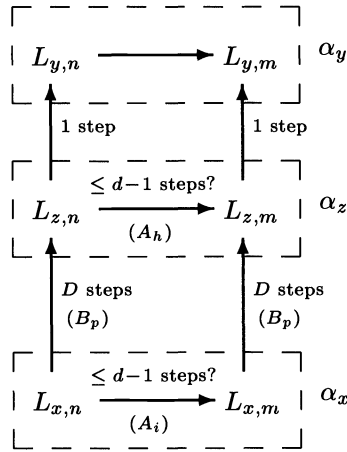 L_{y,n} L_{y,m} α_y
1 step 1 step
≤ d−1 steps?
L_{z,n} L_{z,m} α_z
(A_h)
D steps D steps
(B_p) (B_p)
≤ d−1 steps?
L_{x,n} L_{x,m} α_x
(A_i)